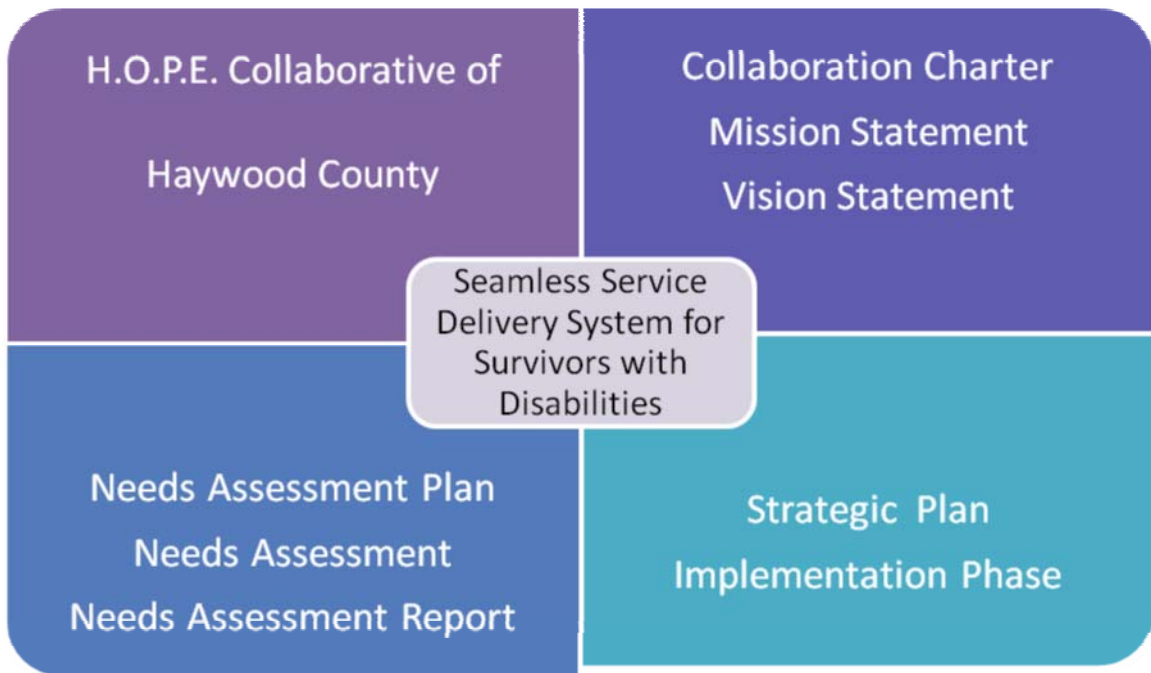 H.O.P.E. Collaborative of
Haywood County
Collaboration Charter
Mission Statement
Vision Statement
Seamless Service
Delivery System for
Survivors with
Disabilities
Needs Assessment Plan
Needs Assessment
Needs Assessment Report
Strategic Plan
Implementation Phase